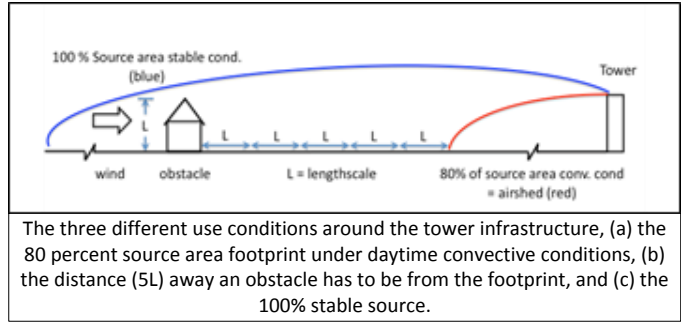 100 % Source area stable cond.
(blue)
Tower
L
L
L
L
L
L
wind
obstacle
L = lengthscale
80% of source area conv. cond
= airshed (red)
The three different use conditions around the tower infrastructure, (a) the
80 percent source area footprint under daytime convective conditions, (b)
the distance (5L) away an obstacle has to be from the footprint, and (c) the
100% stable source.